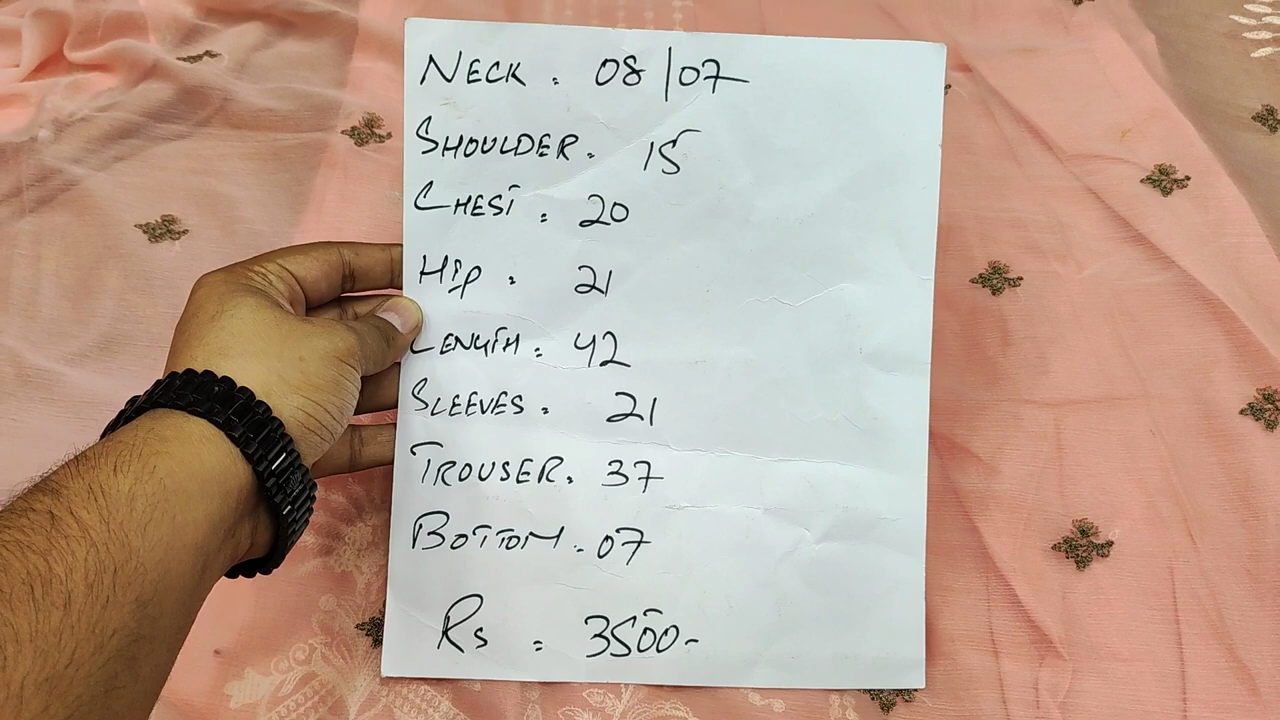 NECK = 08/07
SHOULDER = 15
CHEST = 20
Hip = 21
LENGTH = 42
SLEEVES = 21
TROUSER = 37
BOTTOM = 07
Rs = 3500-